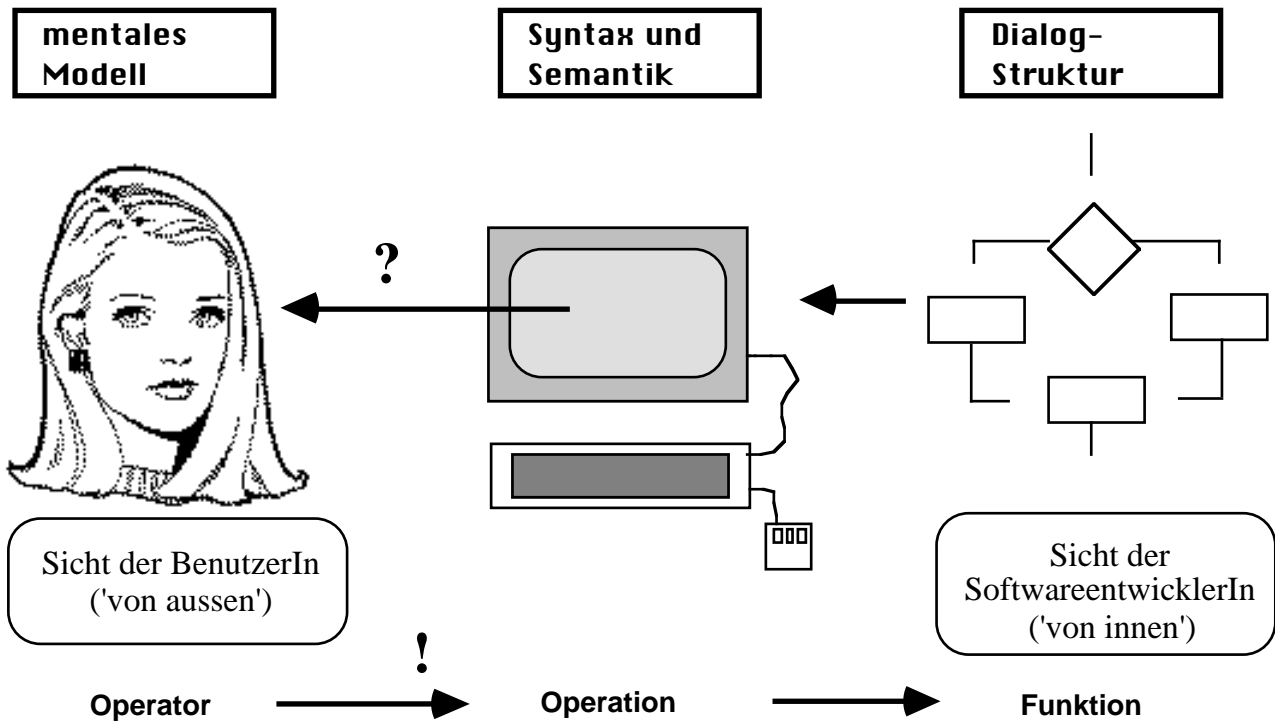 mentales
Modell
Syntax und
Semantik
Dialog-
Struktur
?
Sicht der BenutzerIn
('von aussen')
Sicht der
SoftwareentwicklerIn
('von innen')
!
Operator
Operation
Funktion